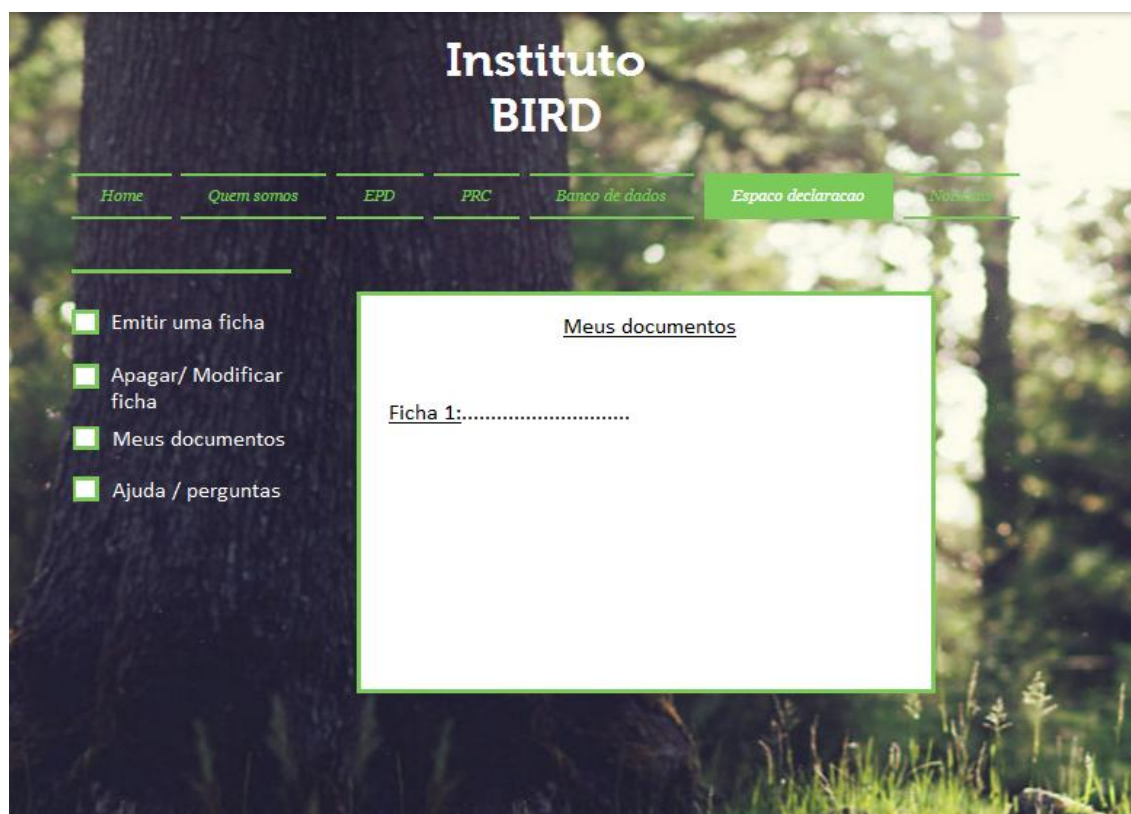 Instituto
BIRD
Home Quem somos EPD PRC Banco de dados Espaco declaracao
Emitir uma ficha
Apagar/ Modificar
ficha
Meus documentos
Ajuda / perguntas
Meus documentos
Ficha 1:.............................